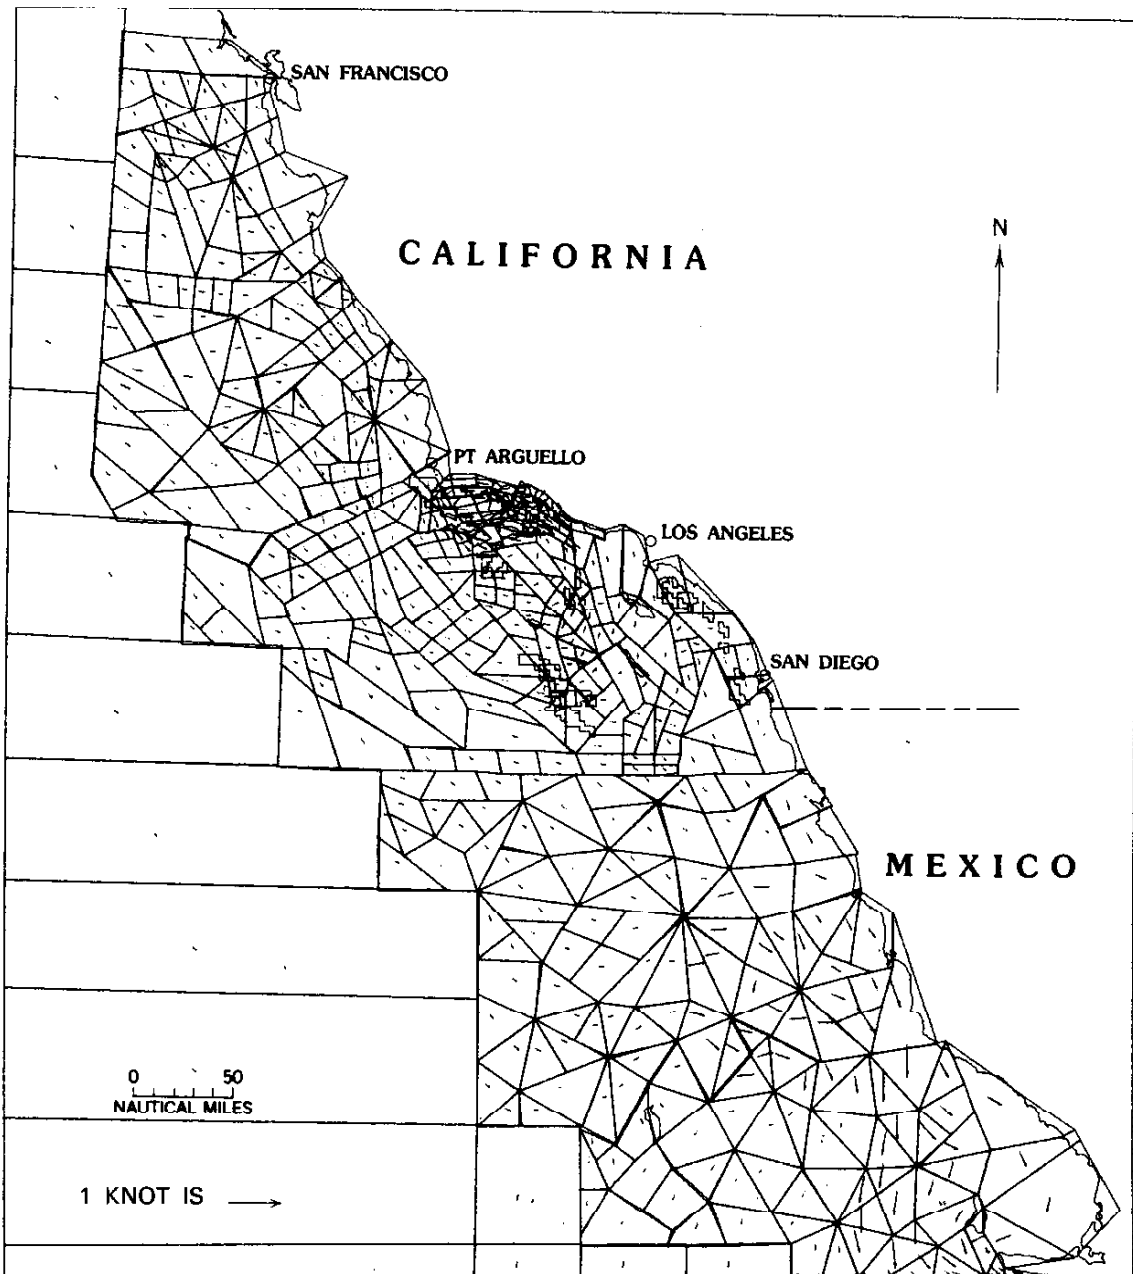 SAN FRANCISCO
N
CALIFORNIA
PT ARGUELLO
LOS ANGELES
SAN DIEGO
MEXICO
0 50
NAUTICAL MILES
1 KNOT IS